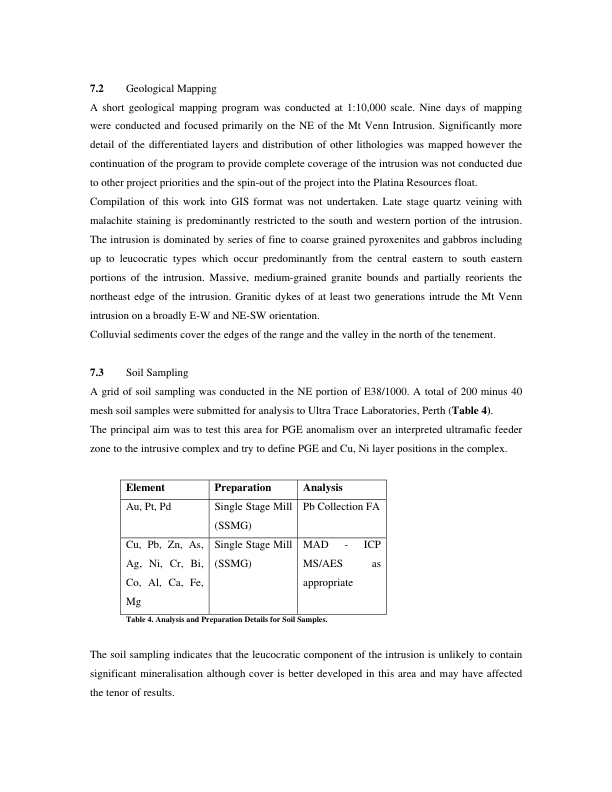 7.2 Geological Mapping
A short geological mapping program was conducted at 1:10,000 scale. Nine days of mapping
were conducted and focused primarily on the NE of the Mt Venn Intrusion. Significantly more
detail of the differentiated layers and distribution of other lithologies was mapped however the
continuation of the program to provide complete coverage of the intrusion was not conducted due
to other project priorities and the spin-out of the project into the Platina Resources float.
Compilation of this work into GIS format was not undertaken. Late stage quartz veining with
malachite staining is predominantly restricted to the south and western portion of the intrusion.
The intrusion is dominated by series of fine to coarse grained pyroxenites and gabbros including
up to leucocratic types which occur predominantly from the central eastern to south eastern
portions of the intrusion. Massive, medium-grained granite bounds and partially reorients the
northeast edge of the intrusion. Granitic dykes of at least two generations intrude the Mt Venn
intrusion on a broadly E-W and NE-SW orientation.
Colluvial sediments cover the edges of the range and the valley in the north of the tenement.
7.3 Soil Sampling
A grid of soil sampling was conducted in the NE portion of E38/1000. A total of 200 minus 40
mesh soil samples were submitted for analysis to Ultra Trace Laboratories, Perth (Table 4).
The principal aim was to test this area for PGE anomalism over an interpreted ultramafic feeder
zone to the intrusive complex and try to define PGE and Cu, Ni layer positions in the complex.
Element Preparation Analysis
Au, Pt, Pd Single Stage Mill Pb Collection FA
(SSMG)
Cu, Pb, Zn, As, Single Stage Mill MAD - ICP
Ag, Ni, Cr, Bi, (SSMG) MS/AES as
Co, Al, Ca, Fe, appropriate
Mg
Table 4. Analysis and Preparation Details for Soil Samples.
The soil sampling indicates that the leucocratic component of the intrusion is unlikely to contain
significant mineralisation although cover is better developed in this area and may have affected
the tenor of results.